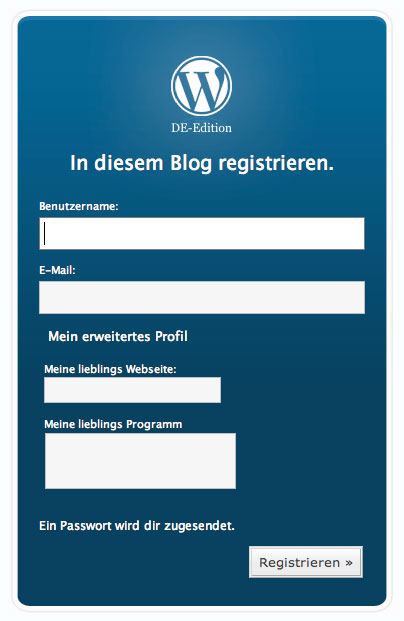 W
DE-Edition
In diesem Blog registrieren.
Benutzername:
E-Mail:
Mein erweitertes Profil
Meine lieblings Webseite:
Meine lieblings Programm
Ein Passwort wird dir zugesendet.
Registrieren »